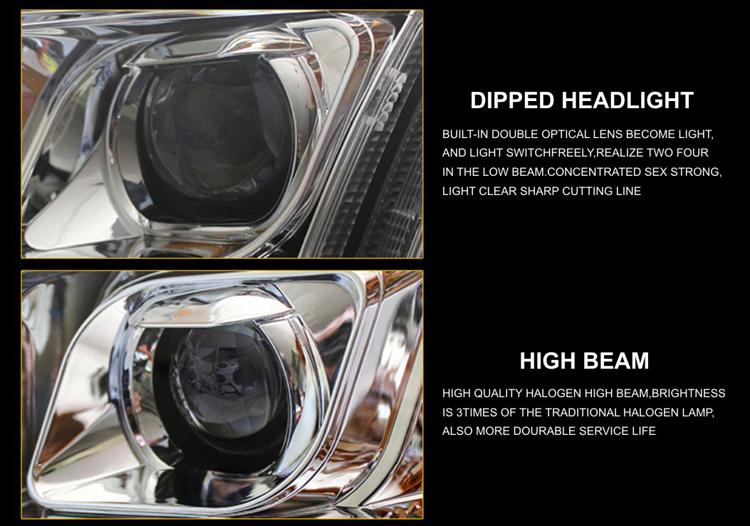 DIPPED HEADLIGHT
BUILT-IN DOUBLE OPTICAL LENS BECOME LIGHT,
AND LIGHT SWITCHFREELY,REALIZE TWO FOUR
IN THE LOW BEAM.CONCENTRATED SEX STRONG,
LIGHT CLEAR SHARP CUTTING LINE
HIGH BEAM
HIGH QUALITY HALOGEN HIGH BEAM,BRIGHTNESS
IS 3TIMES OF THE TRADITIONAL HALOGEN LAMP,
ALSO MORE DOURABLE SERVICE LIFE